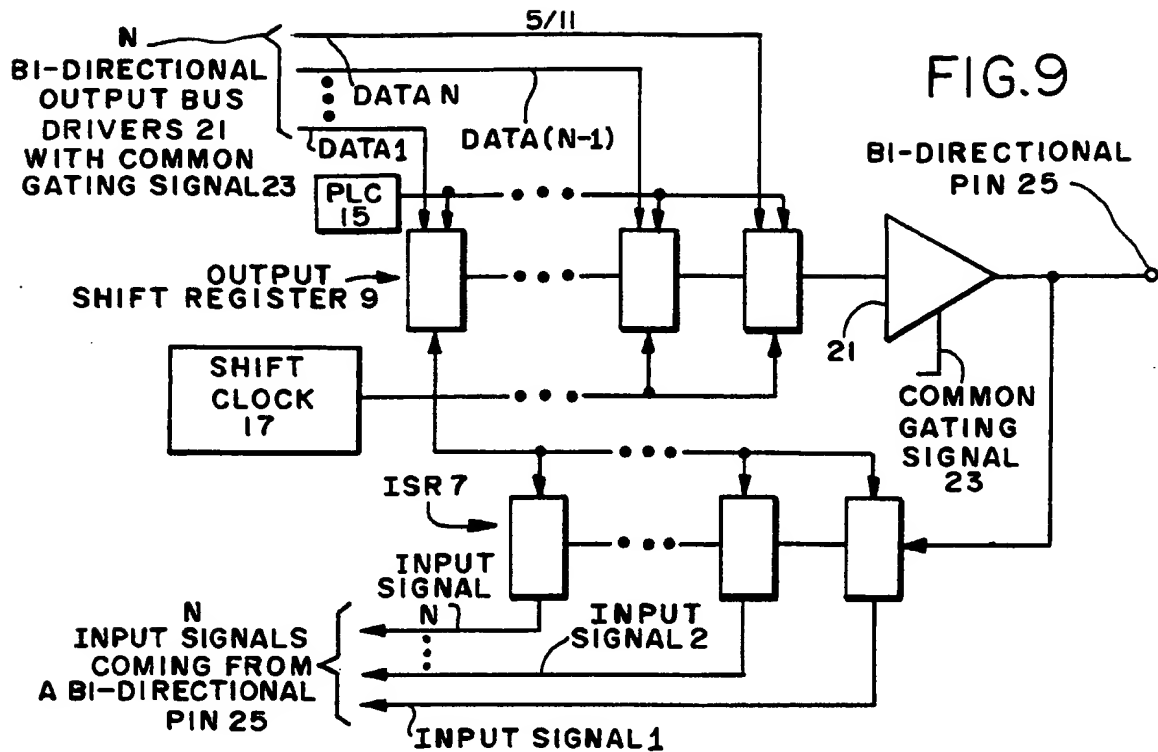 5/11
FIG.9
N
BI-DIRECTIONAL
OUTPUT BUS
DRIVERS 21
WITH COMMON
GATING SIGNAL 23
DATA N
DATA (N-1)
DATA 1
PLC
15
BI-DIRECTIONAL
PIN 25
OUTPUT
SHIFT REGISTER 9
21
SHIFT
CLOCK
17
COMMON
GATING
SIGNAL
23
ISR 7
INPUT
SIGNAL
N
INPUT
SIGNAL 2
N
INPUT SIGNALS
COMING FROM
A BI-DIRECTIONAL
PIN 25
INPUT SIGNAL 1